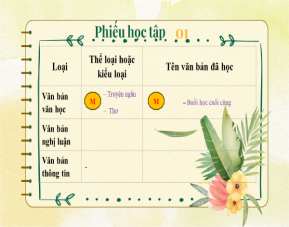 Phiếu học tập 01
Loại
Thể loại hoặc
kiểu loại
Tên văn bản đã học
Văn bản
văn học
M
– Truyện ngắn
– Thơ
M
– Buổi học cuối cùng
Văn bản
nghị luận
Văn bản
thông tin